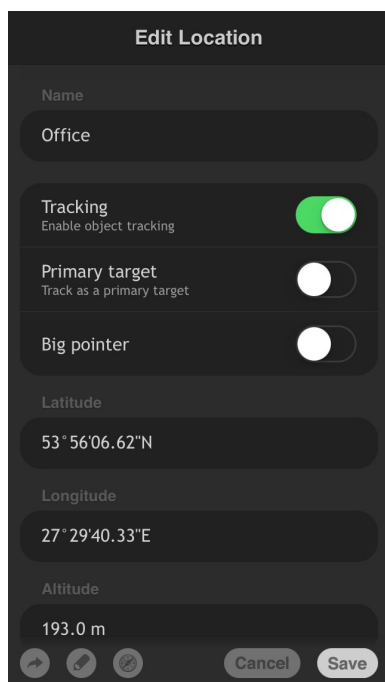 Edit Location
Name
Office
Tracking
Enable object tracking
Primary target
Track as a primary target
Big pointer
Latitude
53°56'06.62"N
Longitude
27°29'40.33"E
Altitude
193.0 m
Cancel Save